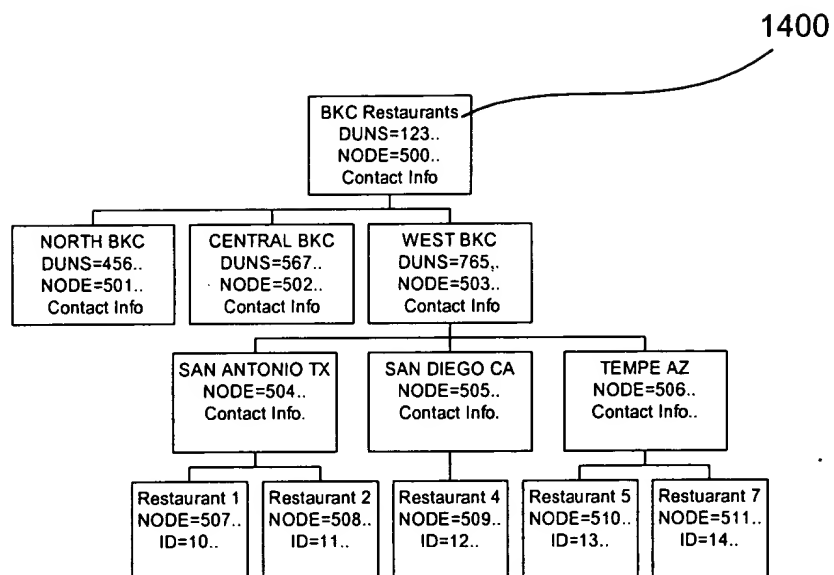 1400
BKC Restaurants
DUNS=123..
NODE=500..
Contact Info
NORTH BKC
DUNS=456..
NODE=501..
Contact Info
CENTRAL BKC
DUNS=567..
NODE=502..
Contact Info
WEST BKC
DUNS=765,.
NODE=503..
Contact Info
SAN ANTONIO TX
NODE=504..
Contact Info.
SAN DIEGO CA
NODE=505..
Contact Info.
TEMPE AZ
NODE=506..
Contact Info..
Restaurant 1
NODE=507..
ID=10..
Restaurant 2
NODE=508..
ID=11..
Restaurant 4
NODE=509..
ID=12..
Restaurant 5
NODE=510..
ID=13..
Restuarant 7
NODE=511..
ID=14..